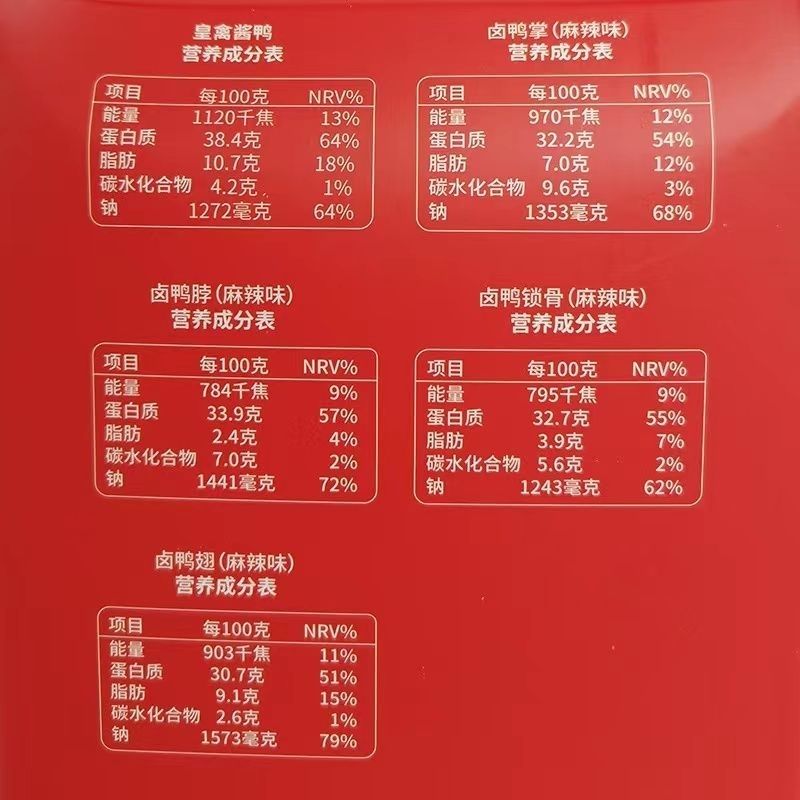 皇禽酱鸭
营养成分表
项目 每100克 NRV%
能量 1120千焦 13%
蛋白质 38.4克 64%
脂肪 10.7克 18%
碳水化合物 4.2克 1%
钠 1272毫克 64%
卤鸭掌(麻辣味)
营养成分表
项目 每100克 NRV%
能量 970千焦 12%
蛋白质 32.2克 54%
脂肪 7.0克 12%
碳水化合物 9.6克 3%
钠 1353毫克 68%
卤鸭脖(麻辣味)
营养成分表
项目 每100克 NRV%
能量 784千焦 9%
蛋白质 33.9克 57%
脂肪 2.4克 4%
碳水化合物 7.0克 2%
钠 1441毫克 72%
卤鸭锁骨(麻辣味)
营养成分表
项目 每100克 NRV%
能量 795千焦 9%
蛋白质 32.7克 55%
脂肪 3.9克 7%
碳水化合物 5.6克 2%
钠 1243毫克 62%
卤鸭翅(麻辣味)
营养成分表
项目 每100克 NRV%
能量 903千焦 11%
蛋白质 30.7克 51%
脂肪 9.1克 15%
碳水化合物 2.6克 1%
钠 1573毫克 79%